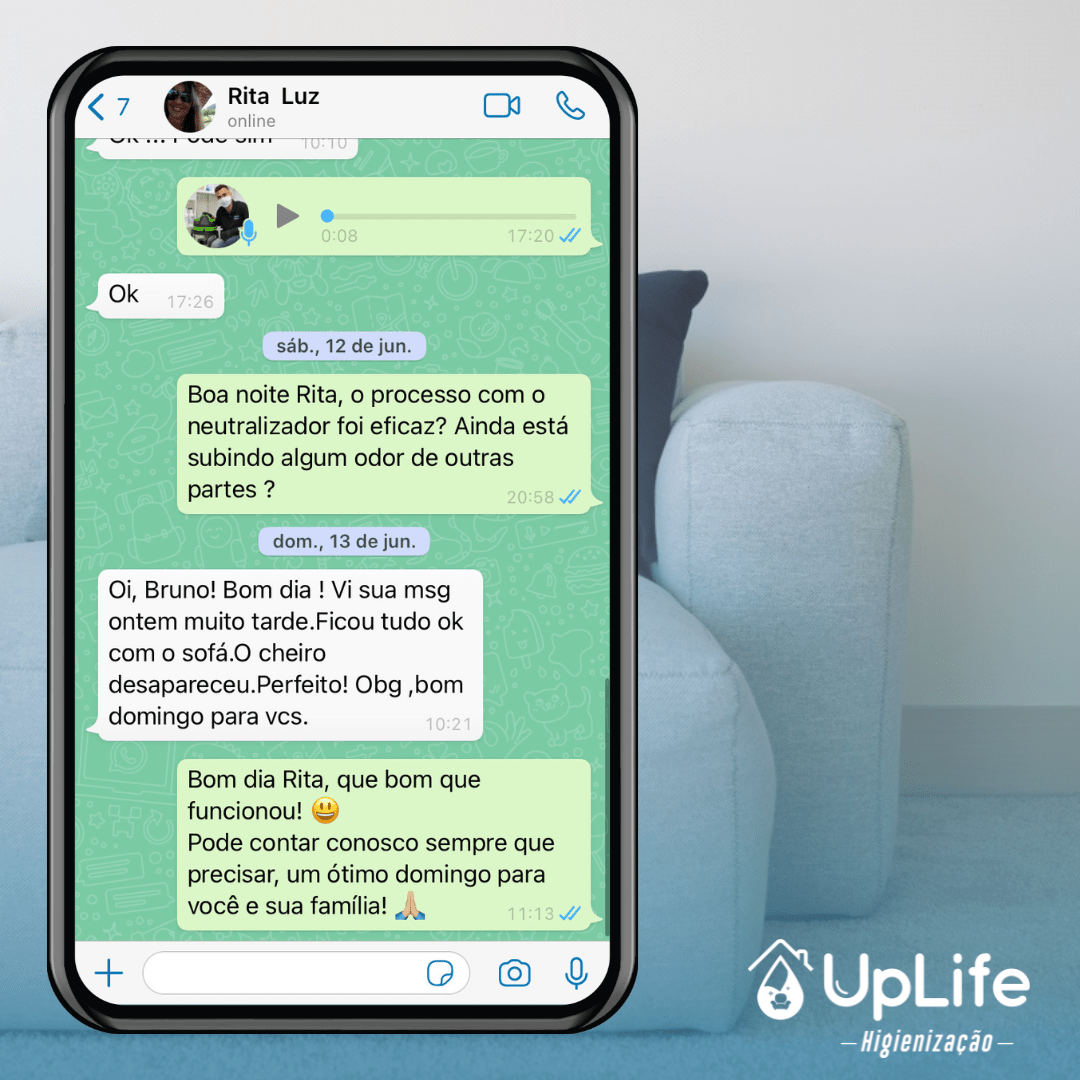 7
Rita Luz
online
Ok ... Pode sim 10:10
0:08 17:20
Ok 17:26
sáb., 12 de jun.
Boa noite Rita, o processo com o
neutralizador foi eficaz? Ainda está
subindo algum odor de outras
partes ? 20:58
dom., 13 de jun.
Oi, Bruno! Bom dia ! Vi sua msg
ontem muito tarde.Ficou tudo ok
com o sofá.O cheiro
desapareceu.Perfeito! Obg ,bom
domingo para vcs. 10:21
Bom dia Rita, que bom que
funcionou! 😃
Pode contar conosco sempre que
precisar, um ótimo domingo para
você e sua família! 🙏🏼 11:13
UpLife
Higienização